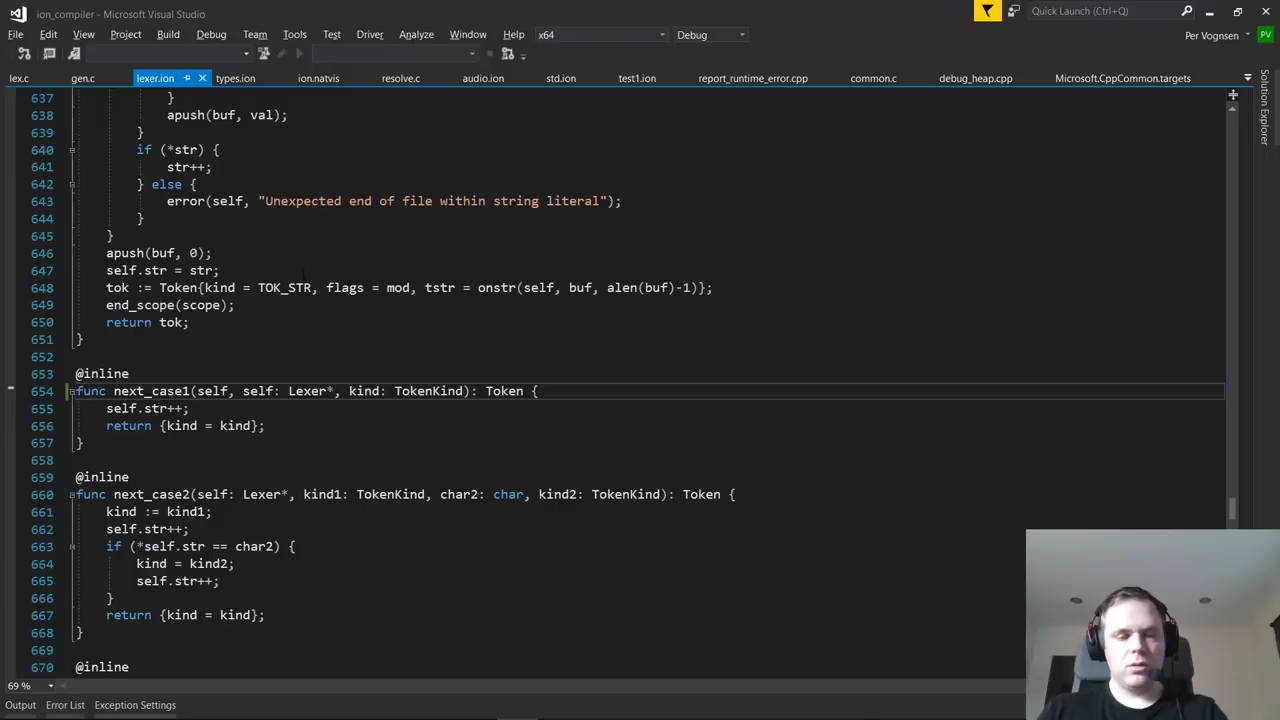 ion_compiler - Microsoft Visual Studio
Quick Launch (Ctrl+Q)
File Edit View Project Build Debug Team Tools Test Driver Analyze Window Help x64 Debug
Per Vognsen PV
lex.c gen.c lexer.ion types.ion ion.natvis resolve.c audio.ion std.ion test1.ion report_runtime_error.cpp common.c debug_heap.cpp Microsoft.CppCommon.targets
Solution Explorer
637 }
638 apush(buf, val);
639 }
640 if (*str) {
641 str++;
642 } else {
643 error(self, "Unexpected end of file within string literal");
644 }
645 }
646 apush(buf, 0);
647 self.str = str;
648 tok := Token{kind = TOK_STR, flags = mod, tstr = onstr(self, buf, alen(buf)-1)};
649 end_scope(scope);
650 return tok;
651 }
652
653 @inline
654 func next_case1(self, self: Lexer*, kind: TokenKind): Token {
655 self.str++;
656 return {kind = kind};
657 }
658
659 @inline
660 func next_case2(self: Lexer*, kind1: TokenKind, char2: char, kind2: TokenKind): Token {
661 kind := kind1;
662 self.str++;
663 if (*self.str == char2) {
664 kind = kind2;
665 self.str++;
666 }
667 return {kind = kind};
668 }
669
670 @inline
69 %
Output Error List Exception Settings